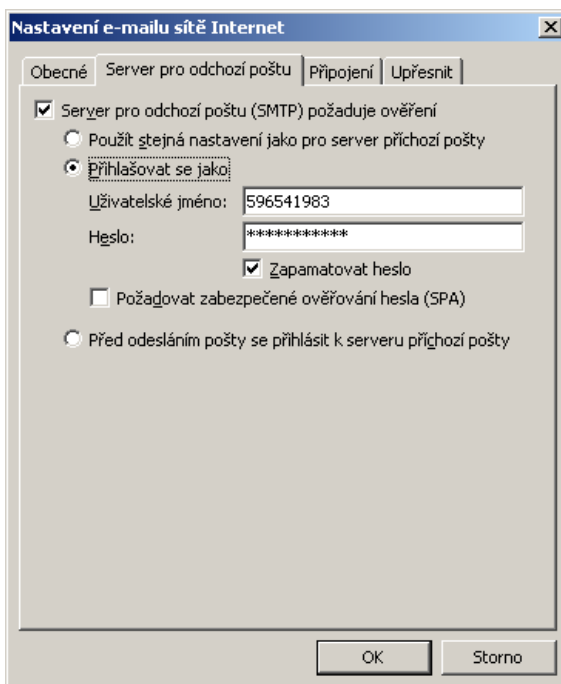 Nastavení e-mailu sítě Internet
Obecné Server pro odchozí poštu Připojení Upřesnit
Server pro odchozí poštu (SMTP) požaduje ověření
Použít stejná nastavení jako pro server příchozí pošty
Přihlašovat se jako
Uživatelské jméno: 596541983
Heslo: ***********
Zapamatovat heslo
Požadovat zabezpečené ověřování hesla (SPA)
Před odesláním pošty se přihlásit k serveru příchozí pošty
OK Storno